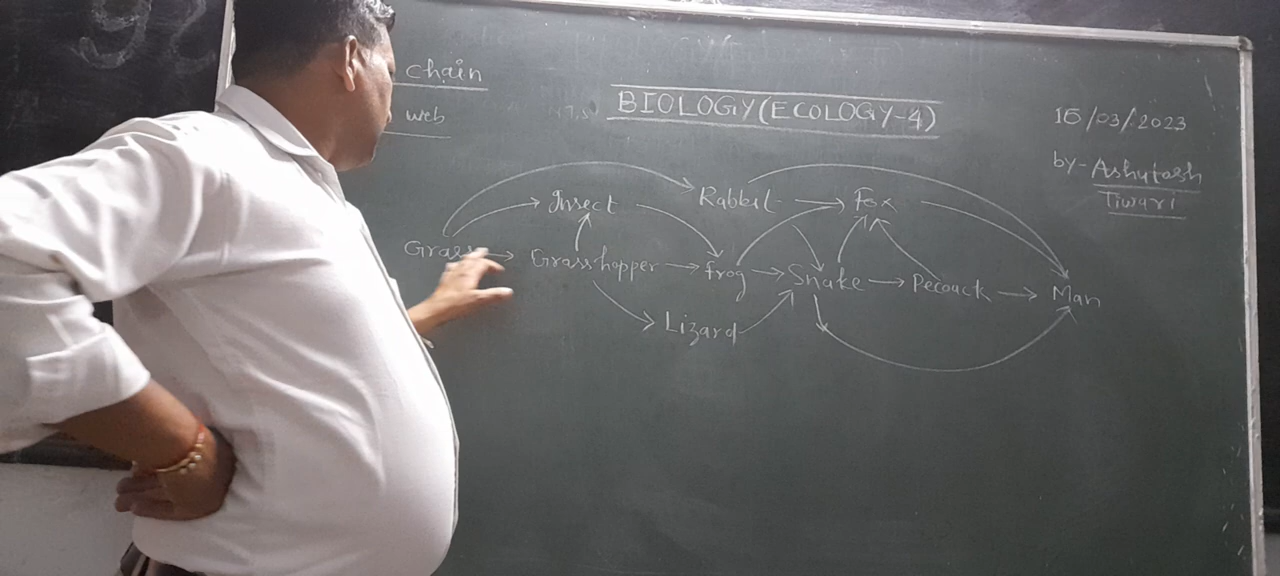 chain
web
BIOLOGY (ECOLOGY-4)
15/03/2023
by- Ashutosh
Tiwari
Insect
Rabbit
Fox
Grass
Grasshopper
frog
Snake
Pecoack
Man
Lizard